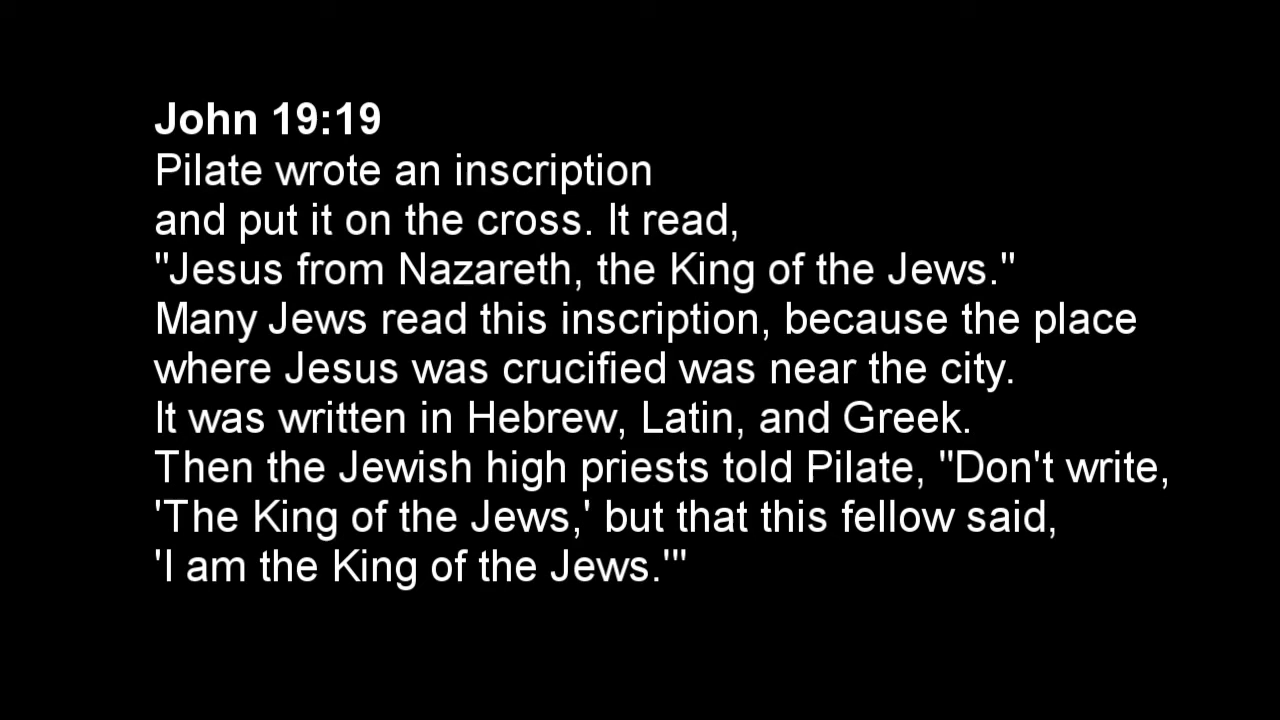 John 19:19
Pilate wrote an inscription
and put it on the cross. It read,
"Jesus from Nazareth, the King of the Jews."
Many Jews read this inscription, because the place
where Jesus was crucified was near the city.
It was written in Hebrew, Latin, and Greek.
Then the Jewish high priests told Pilate, "Don't write,
'The King of the Jews,' but that this fellow said,
'I am the King of the Jews.'"